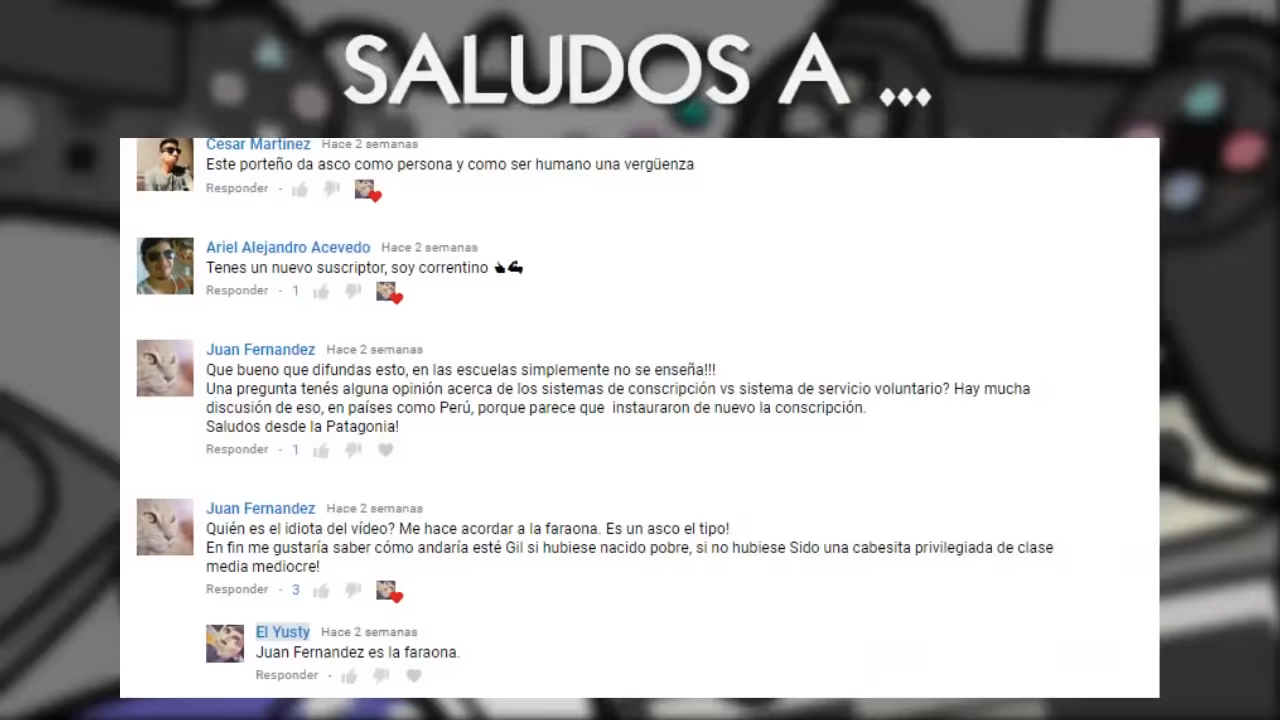 SALUDOS A ...
Cesar Martinez Hace 2 semanas
Este porteño da asco como persona y como ser humano una vergüenza
Responder ·
Ariel Alejandro Acevedo Hace 2 semanas
Tenes un nuevo suscriptor, soy correntino
Responder · 1
Juan Fernandez Hace 2 semanas
Que bueno que difundas esto, en las escuelas simplemente no se enseña!!!
Una pregunta tenés alguna opinión acerca de los sistemas de conscripción vs sistema de servicio voluntario? Hay mucha
discusión de eso, en países como Perú, porque parece que instauraron de nuevo la conscripción.
Saludos desde la Patagonia!
Responder · 1
Juan Fernandez Hace 2 semanas
Quién es el idiota del vídeo? Me hace acordar a la faraona. Es un asco el tipo!
En fin me gustaría saber cómo andaría esté Gil si hubiese nacido pobre, si no hubiese Sido una cabesita privilegiada de clase
media mediocre!
Responder · 3
El Yusty Hace 2 semanas
Juan Fernandez es la faraona.
Responder ·